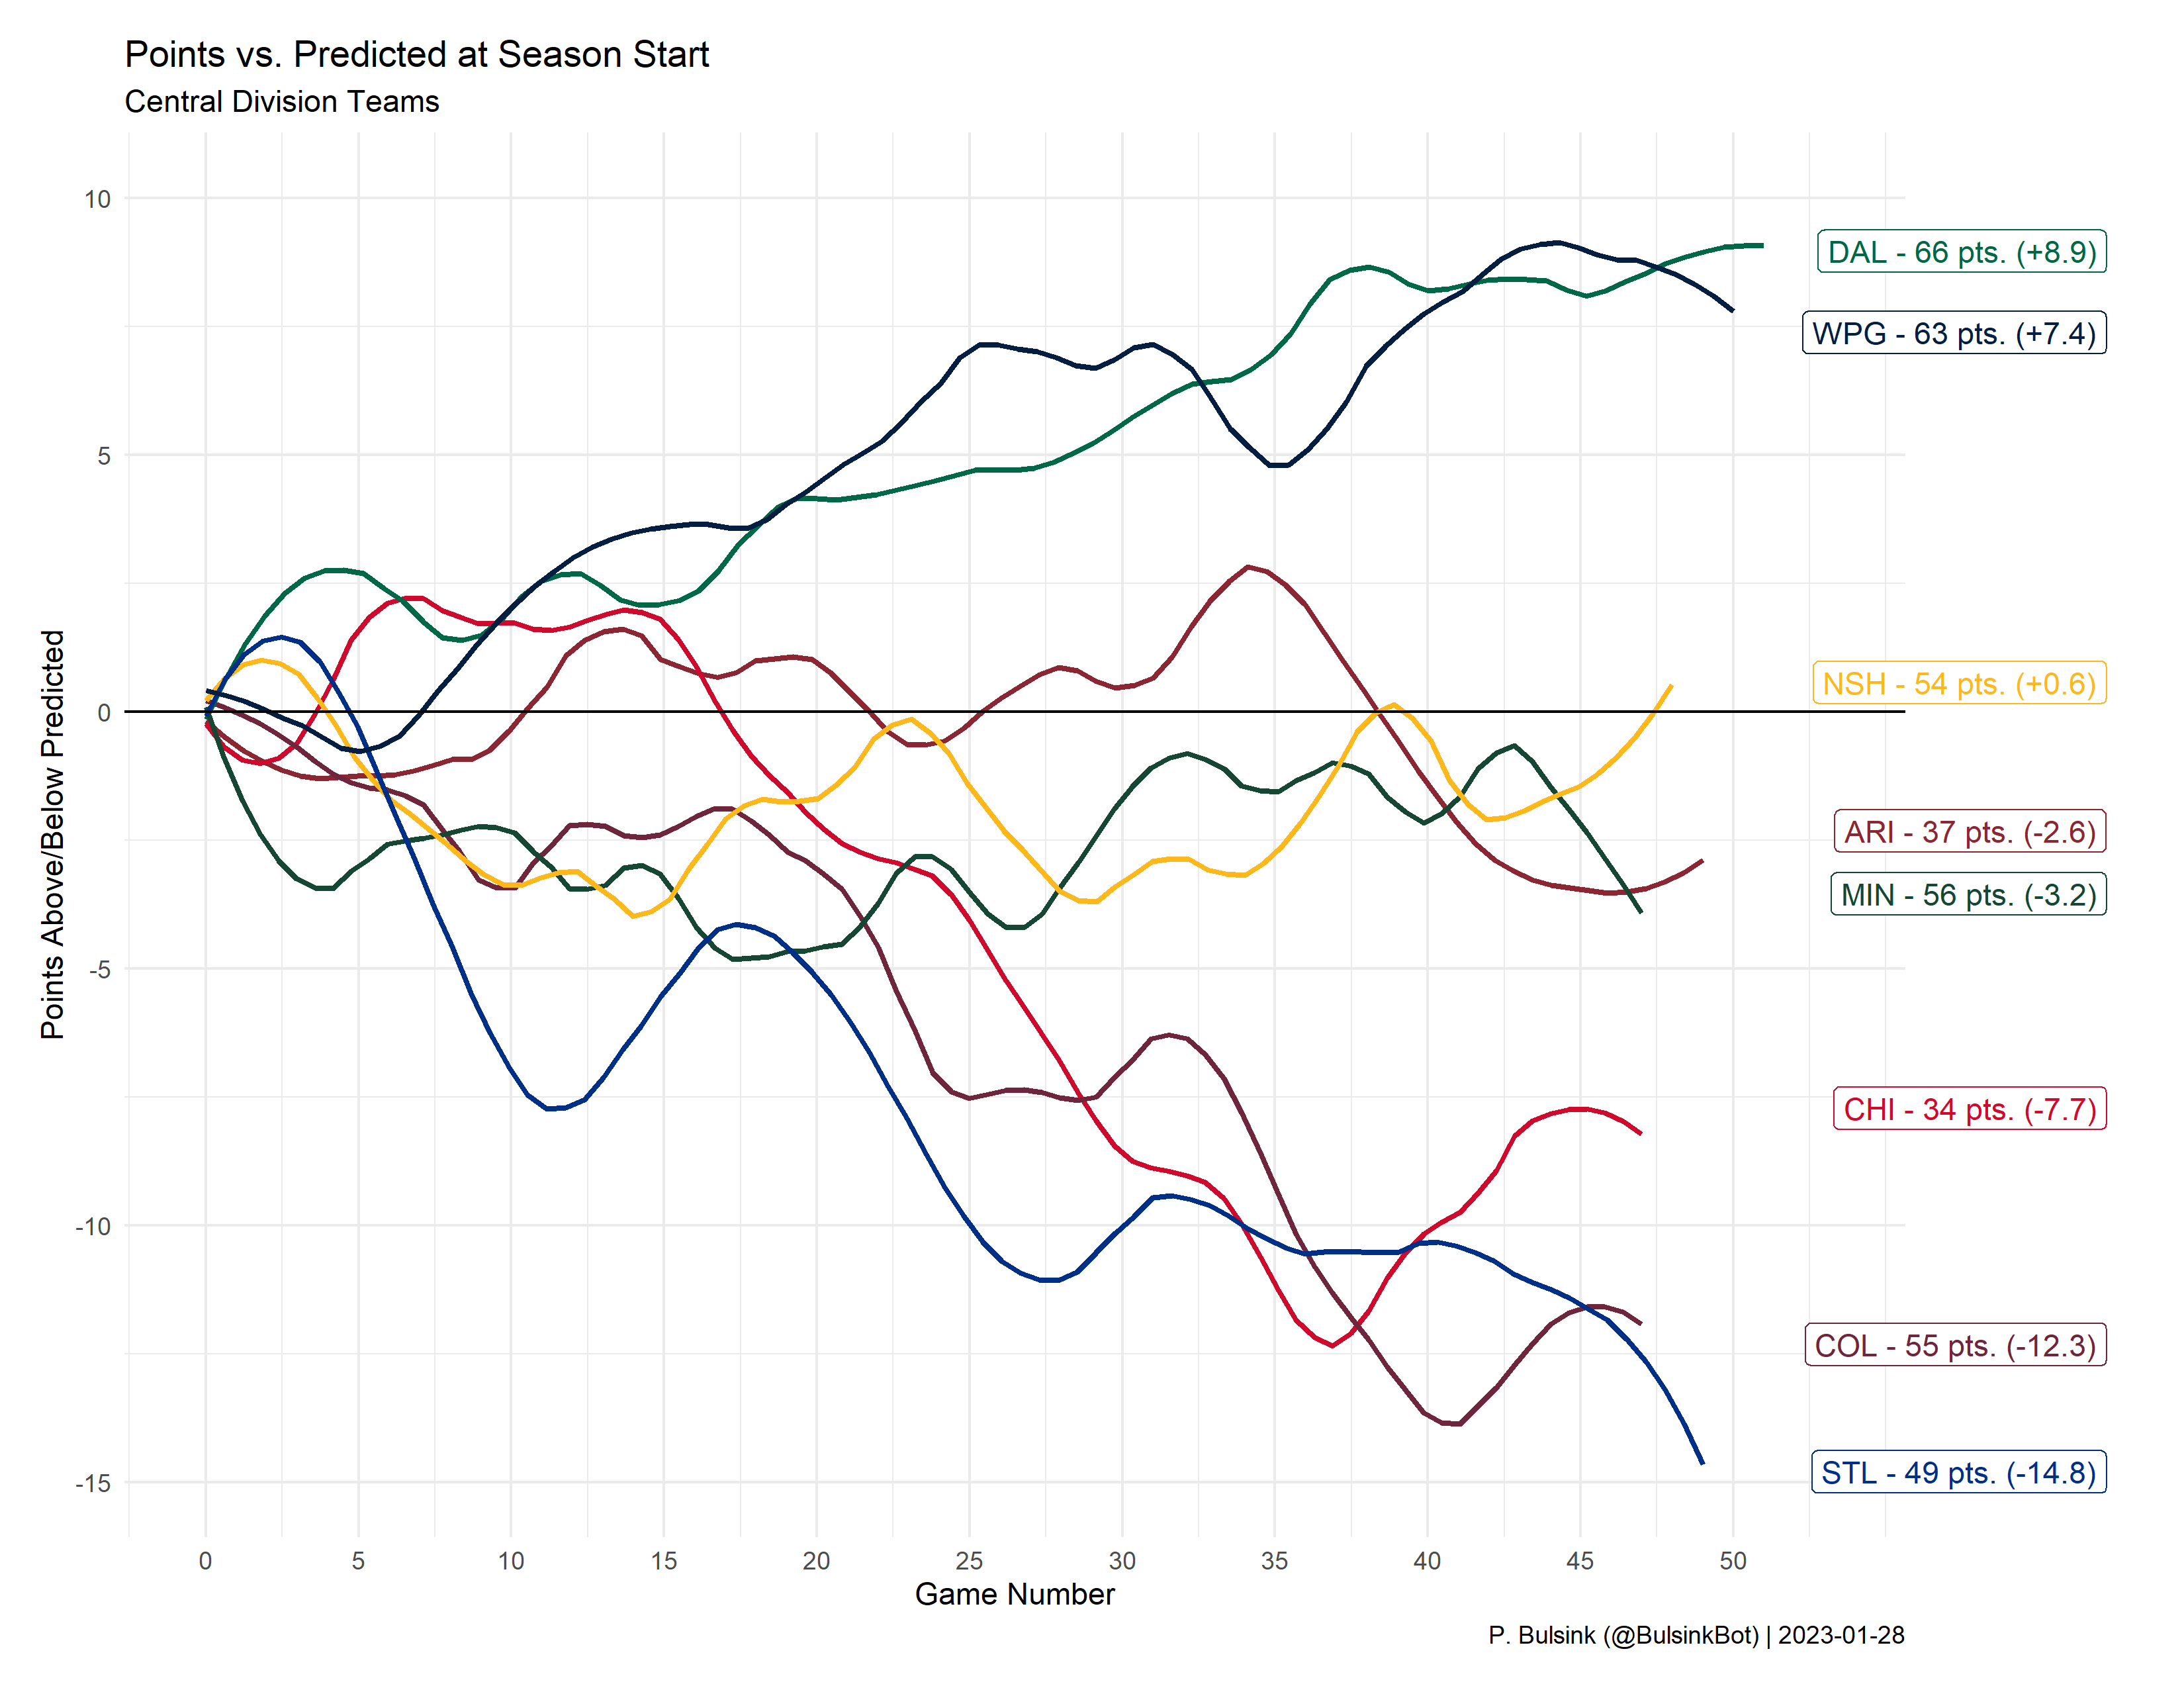 Points vs. Predicted at Season Start
Central Division Teams
Points Above/Below Predicted
10
5
0
-5
-10
-15
DAL - 66 pts. (+8.9)
WPG - 63 pts. (+7.4)
NSH - 54 pts. (+0.6)
ARI - 37 pts. (-2.6)
MIN - 56 pts. (-3.2)
CHI - 34 pts. (-7.7)
COL - 55 pts. (-12.3)
STL - 49 pts. (-14.8)
0 5 10 15 20 25 30 35 40 45 50
Game Number
P. Bulsink (@BulsinkBot) | 2023-01-28